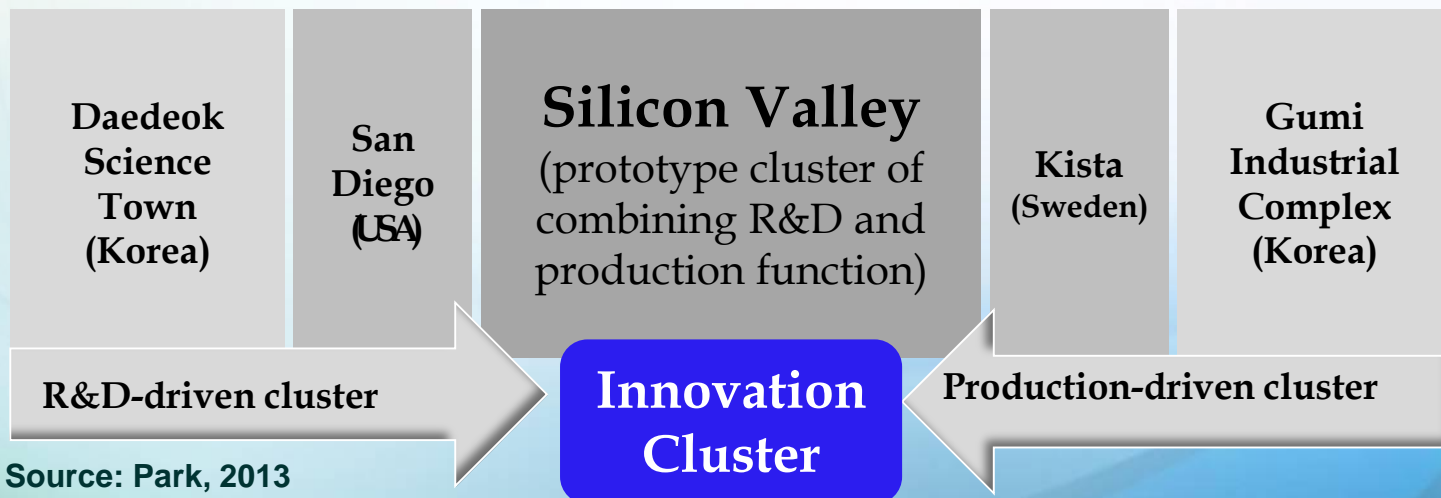 Daedeok
Science
Town
(Korea)
San
Diego
(USA)
Silicon Valley
(prototype cluster of
combining R&D and
production function)
Kista
(Sweden)
Gumi
Industrial
Complex
(Korea)
R&D-driven cluster
Innovation
Cluster
Production-driven cluster
Source: Park, 2013